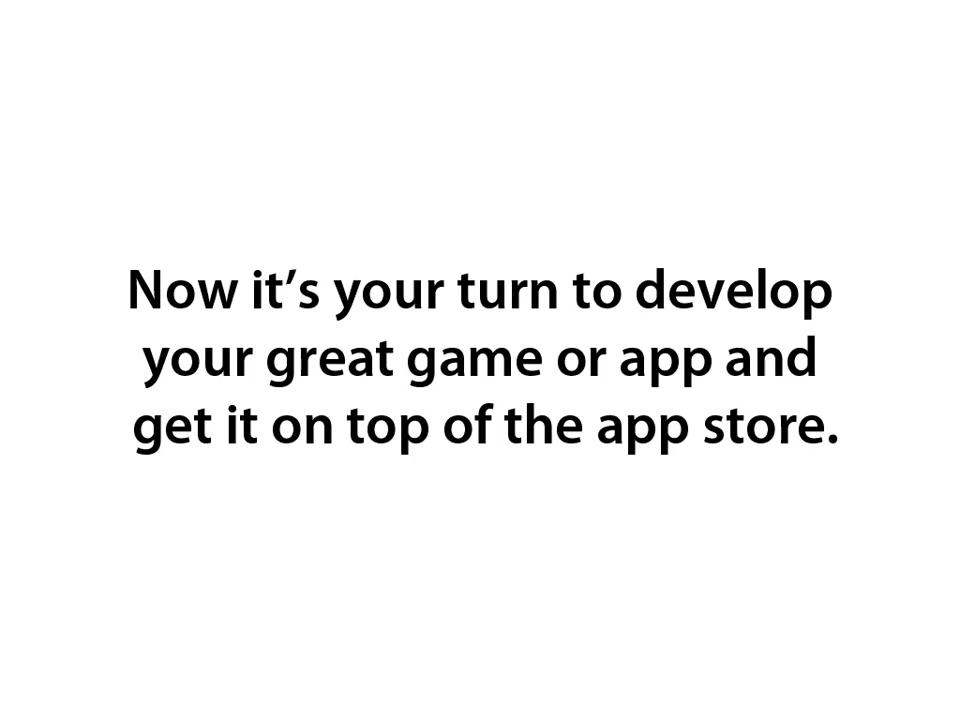 Now it’s your turn to develop
your great game or app and
get it on top of the app store.